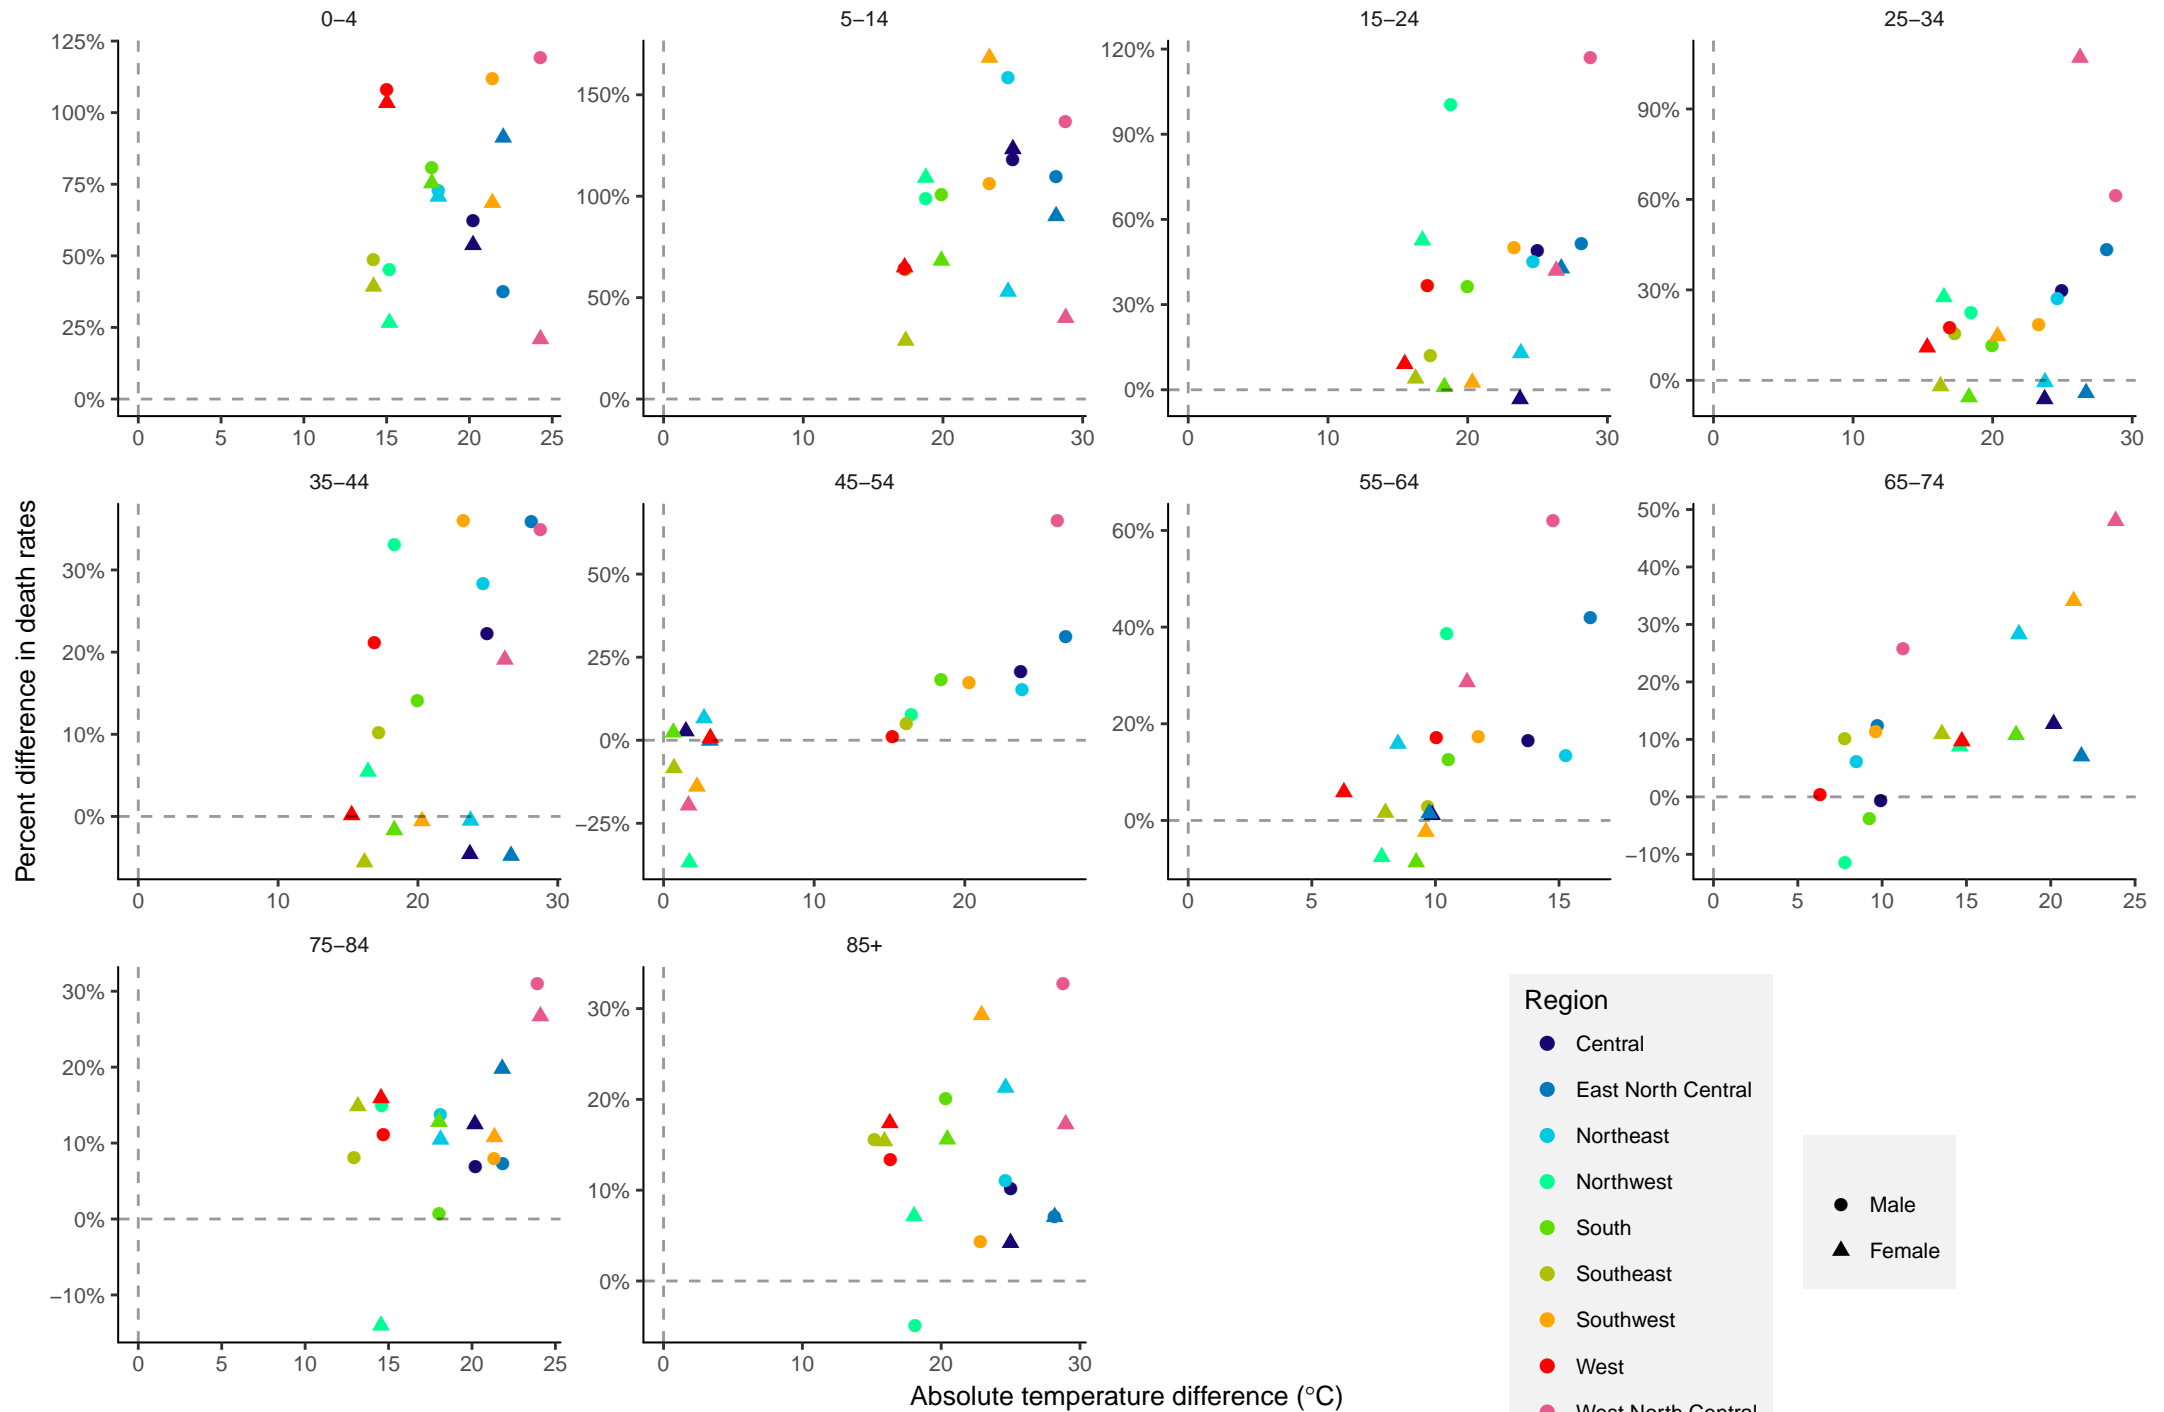 0–4 5–14 15–24 25–34
125%
100%
75%
50%
25%
0%
0 5 10 15 20 25
150%
100%
50%
0%
0 10 20 30
120%
90%
60%
30%
0%
0 10 20 30
90%
60%
30%
0%
0 10 20 30
Percent difference in death rates
35–44 45–54 55–64 65–74
30%
20%
10%
0%
0 10 20 30
50%
25%
0%
−25%
0 10 20
60%
40%
20%
0%
0 5 10 15
50%
40%
30%
20%
10%
0%
−10%
0 5 10 15 20 25
75–84 85+
30%
20%
10%
0%
−10%
0 5 10 15 20 25
30%
20%
10%
0%
0 10 20 30
Absolute temperature difference (°C)
Region
Central
East North Central
Northeast
Northwest
South
Southeast
Southwest
West
West North Central
Male
Female